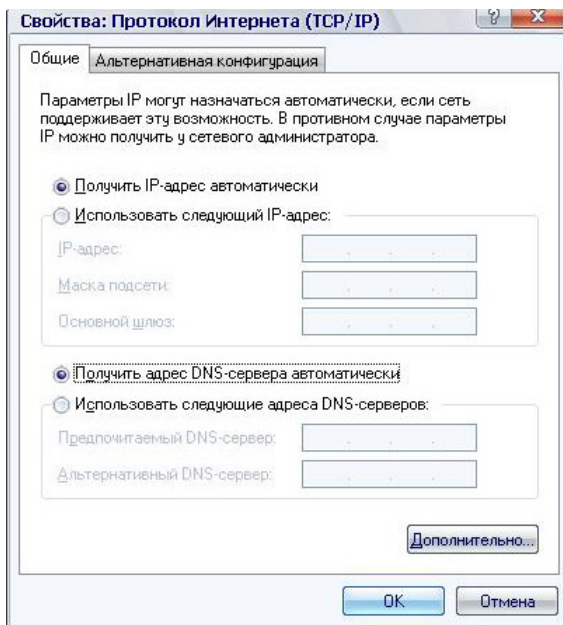 Свойства: Протокол Интернета (TCP/IP)
?
X
Общие
Альтернативная конфигурация
Параметры IP могут назначаться автоматически, если сеть
поддерживает эту возможность. В противном случае параметры
IP можно получить у сетевого администратора.
Получить IP-адрес автоматически
Использовать следующий IP-адрес:
IP-адрес:
Маска подсети:
Основной шлюз:
Получить адрес DNS-сервера автоматически
Использовать следующие адреса DNS-серверов:
Предпочитаемый DNS-сервер:
Альтернативный DNS-сервер:
Дополнительно...
OK
Отмена